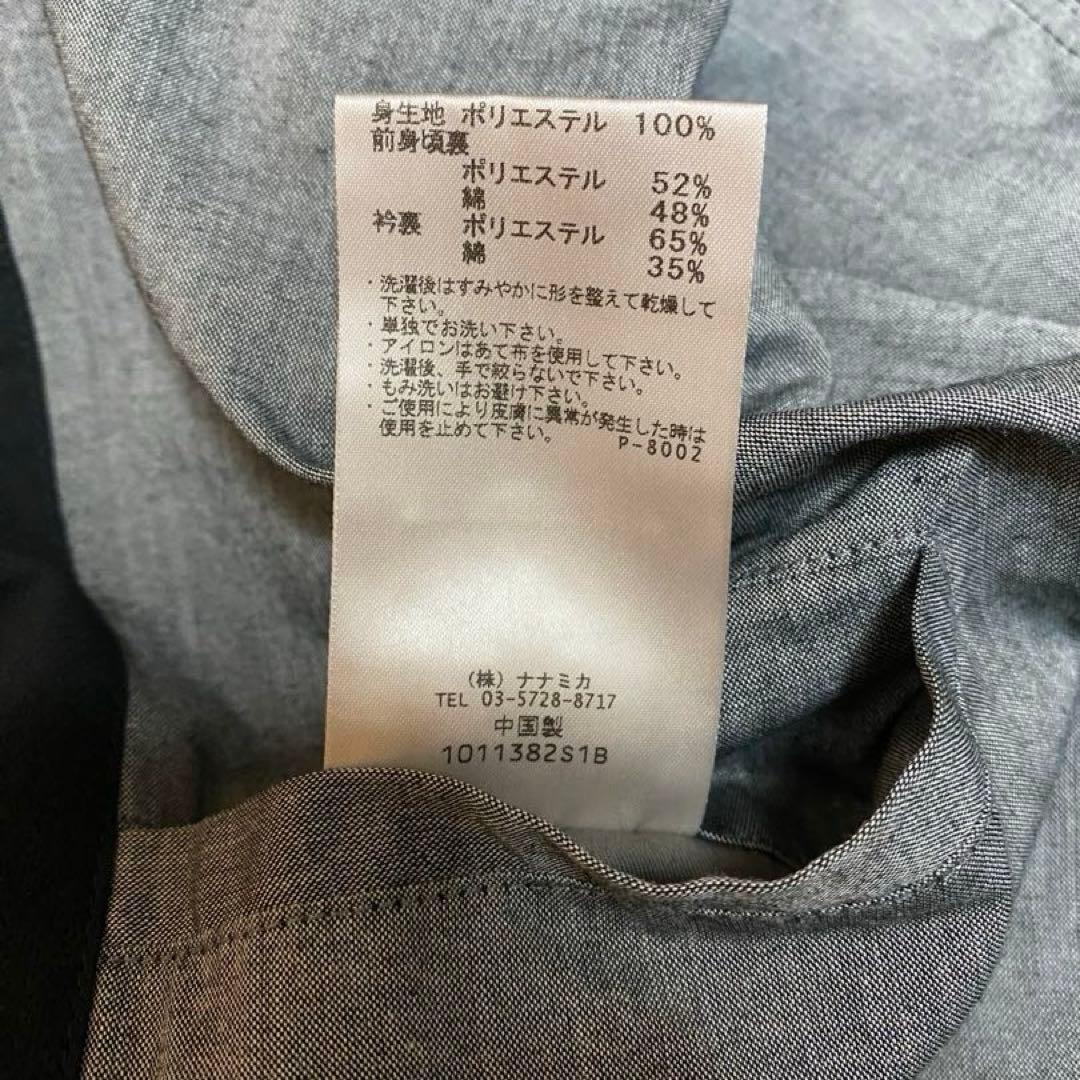 身生地 ポリエステル 100%
前身頃裏
ポリエステル 52%
綿 48%
衿裏 ポリエステル 65%
綿 35%
・洗濯後はすみやかに形を整えて乾燥して
下さい。
・単独でお洗い下さい。
・アイロンはあて布を使用して下さい。
・洗濯後、手で絞らないで下さい。
・もみ洗いはお避け下さい。
・ご使用により皮膚に異常が発生した時は
使用を止めて下さい。
P-8002
(株) ナナミカ
TEL 03-5728-8717
中国製
1011382S1B